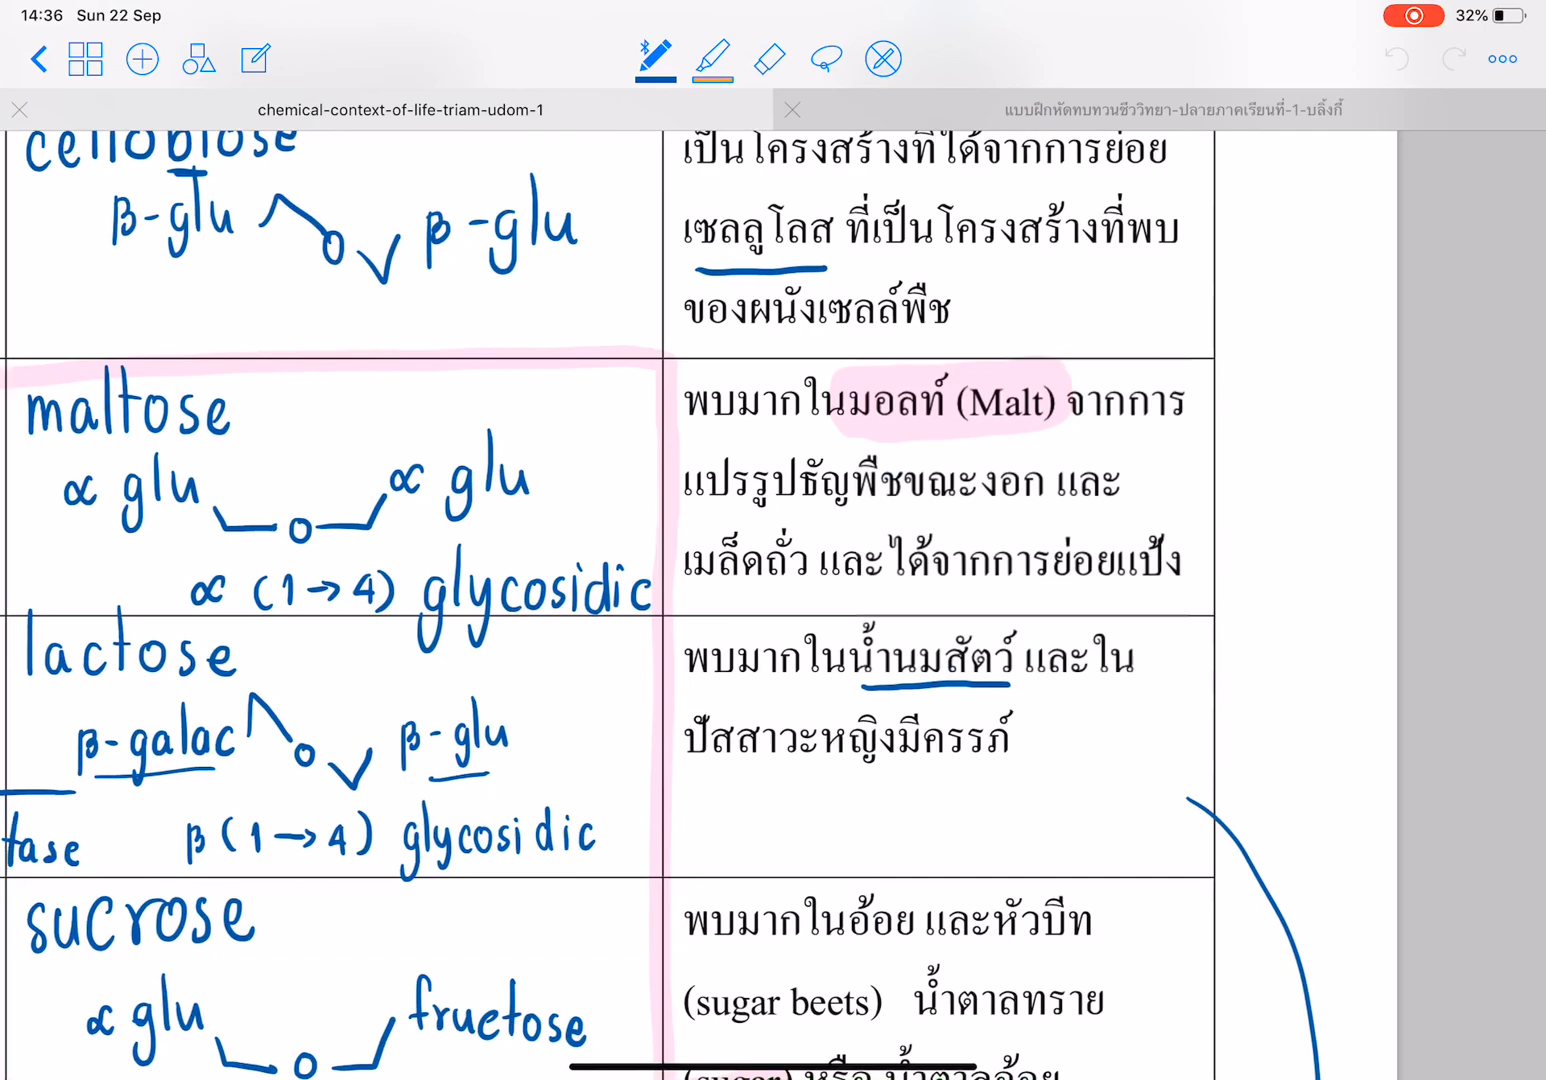 14:36 Sun 22 Sep
32%
chemical-context-of-life-triam-udom-1
แบบฝึกหัดทบทวนชีววิทยา-ปลายภาคเรียนที่-1-บลิ้งกี้
cellobiose
β-glu O β-glu
เป็นโครงสร้างที่ได้จากการย่อย
เซลลูโลส ที่เป็นโครงสร้างที่พบ
ของผนังเซลล์พืช
maltose
∝ glu O ∝ glu
∝ (1→4) glycosidic
พบมากในมอลท์ (Malt) จากการ
แปรรูปธัญพืชขณะงอก และ
เมล็ดถั่ว และได้จากการย่อยแป้ง
lactose
β-galac O β-glu
tase β(1→4) glycosidic
พบมากในน้ำนมสัตว์ และใน
ปัสสาวะหญิงมีครรภ์
sucrose
∝ glu O fructose
พบมากในอ้อย และหัวบีท
(sugar beets) น้ำตาลทราย
(sugar) หรือ น้ำตาลอ้อย